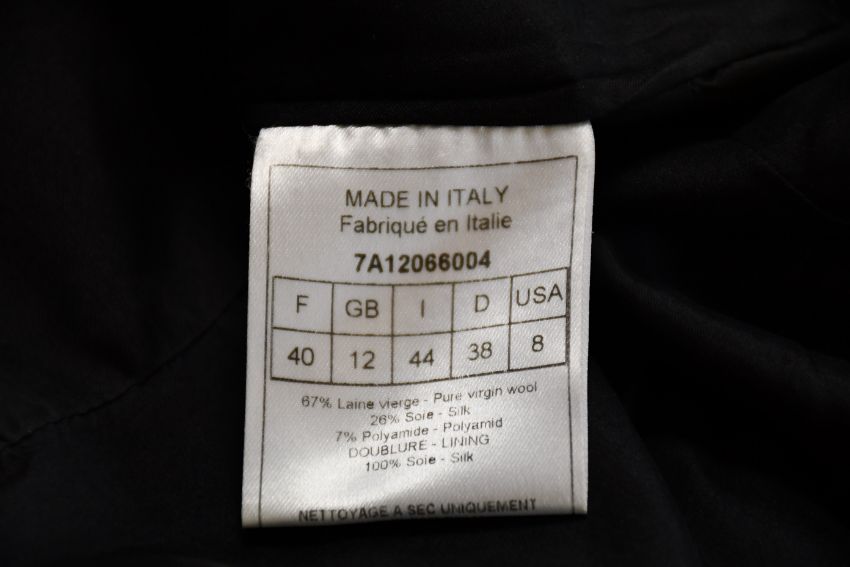 MADE IN ITALY
Fabriqué en Italie
7A12066004
F GB I D USA
40 12 44 38 8
67% Laine vierge - Pure virgin wool
26% Soie - Silk
7% Polyamide - Polyamid
DOUBLURE - LINING
100% Soie - Silk
NETTOYAGE A SEC UNIQUEMENT